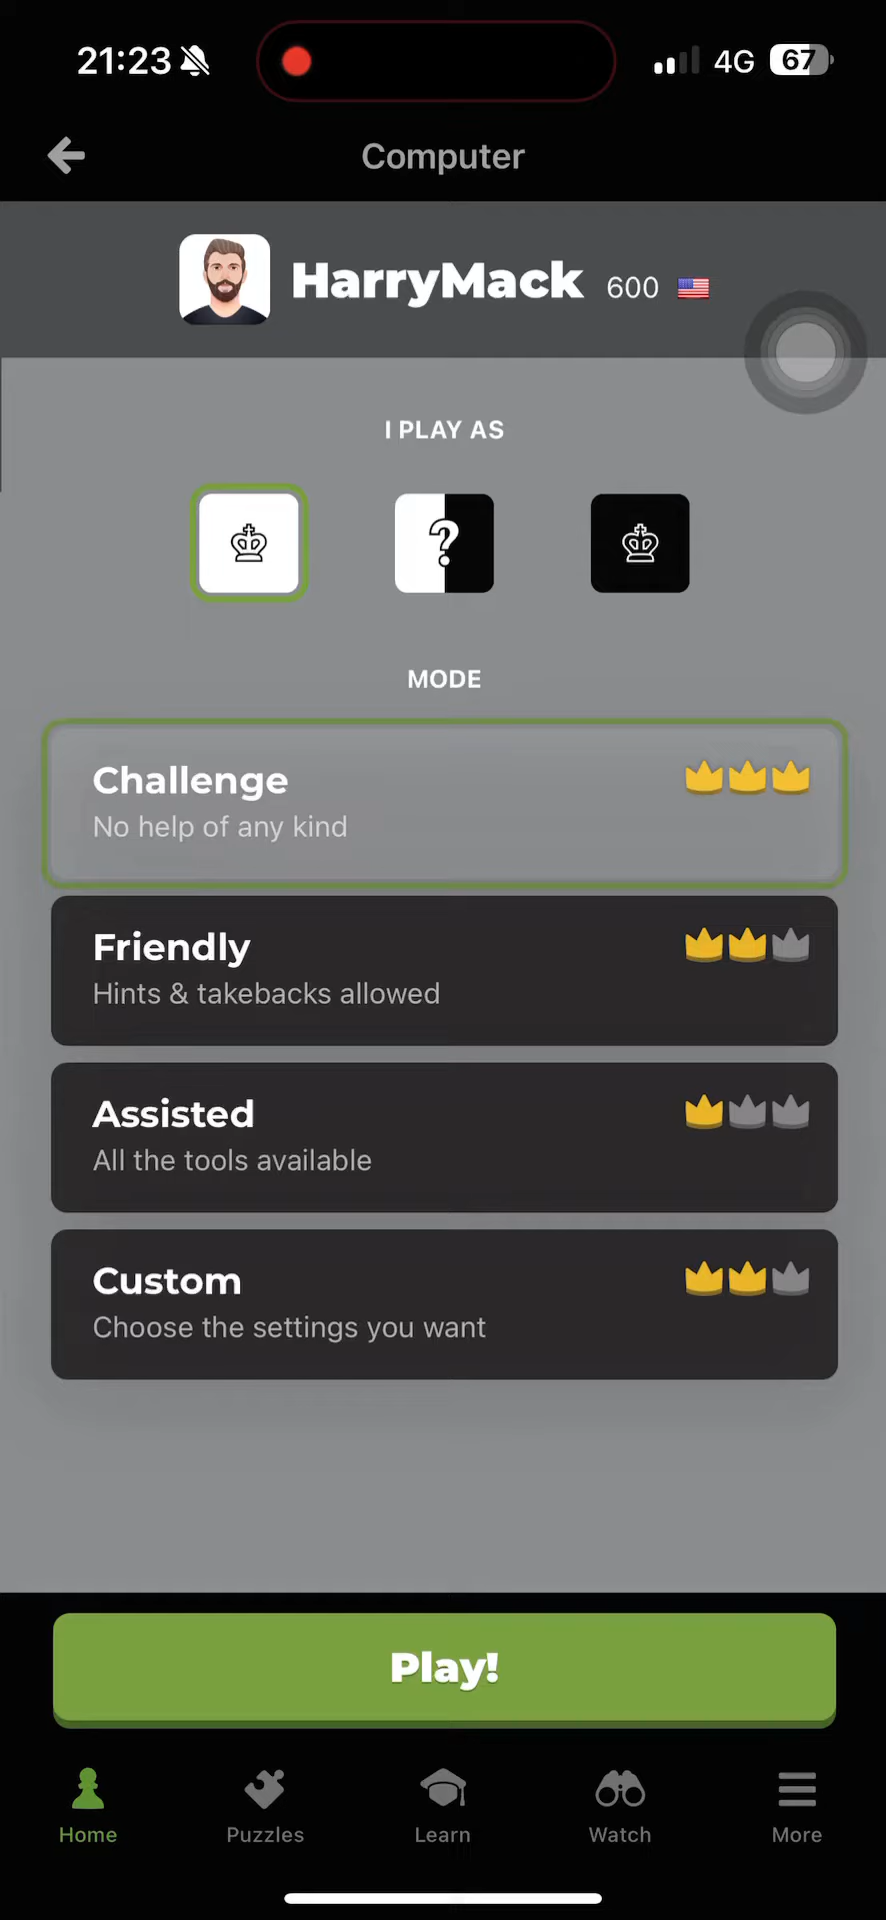 21:23 4G 67
Computer
HarryMack 600
I PLAY AS
?
MODE
Challenge
No help of any kind
Friendly
Hints & takebacks allowed
Assisted
All the tools available
Custom
Choose the settings you want
Play!
Home Puzzles Learn Watch More